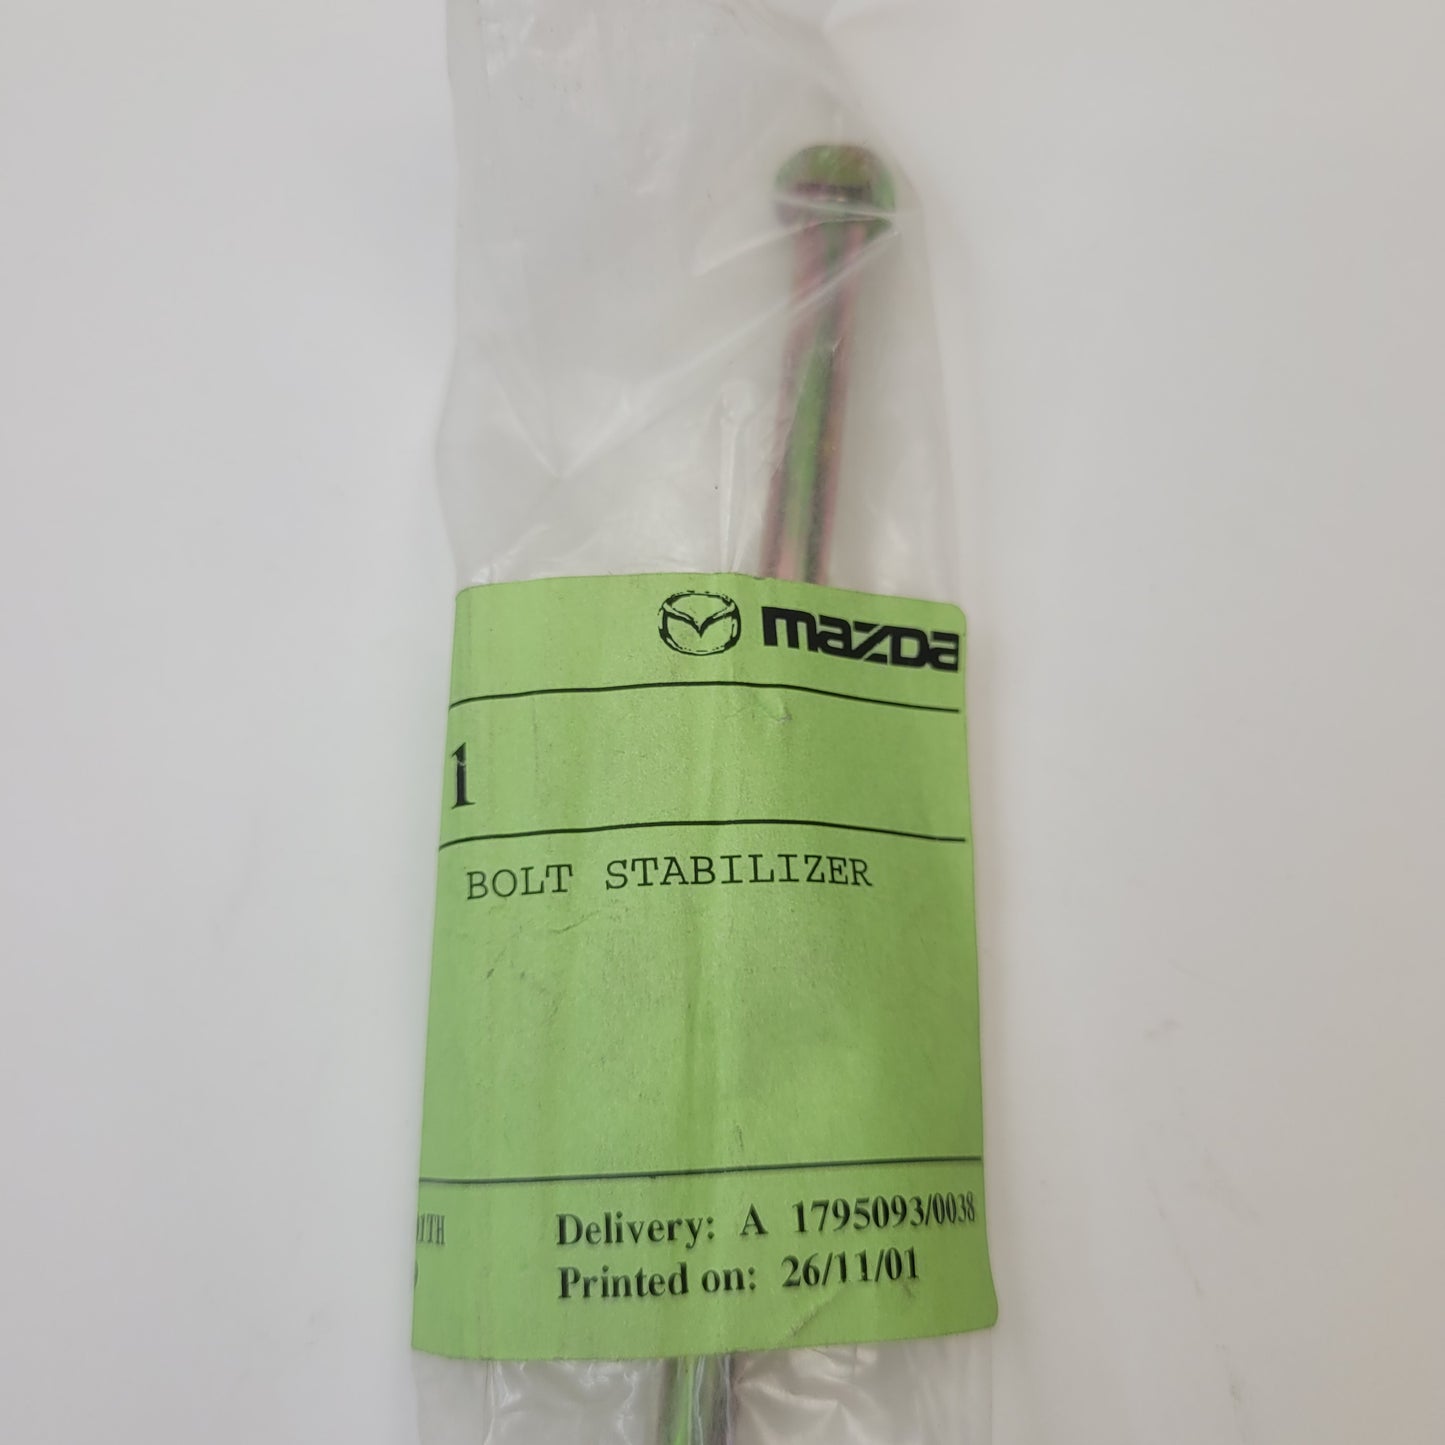 mazda
1
BOLT STABILIZER
Delivery: A 1795093/0038
Printed on: 26/11/01